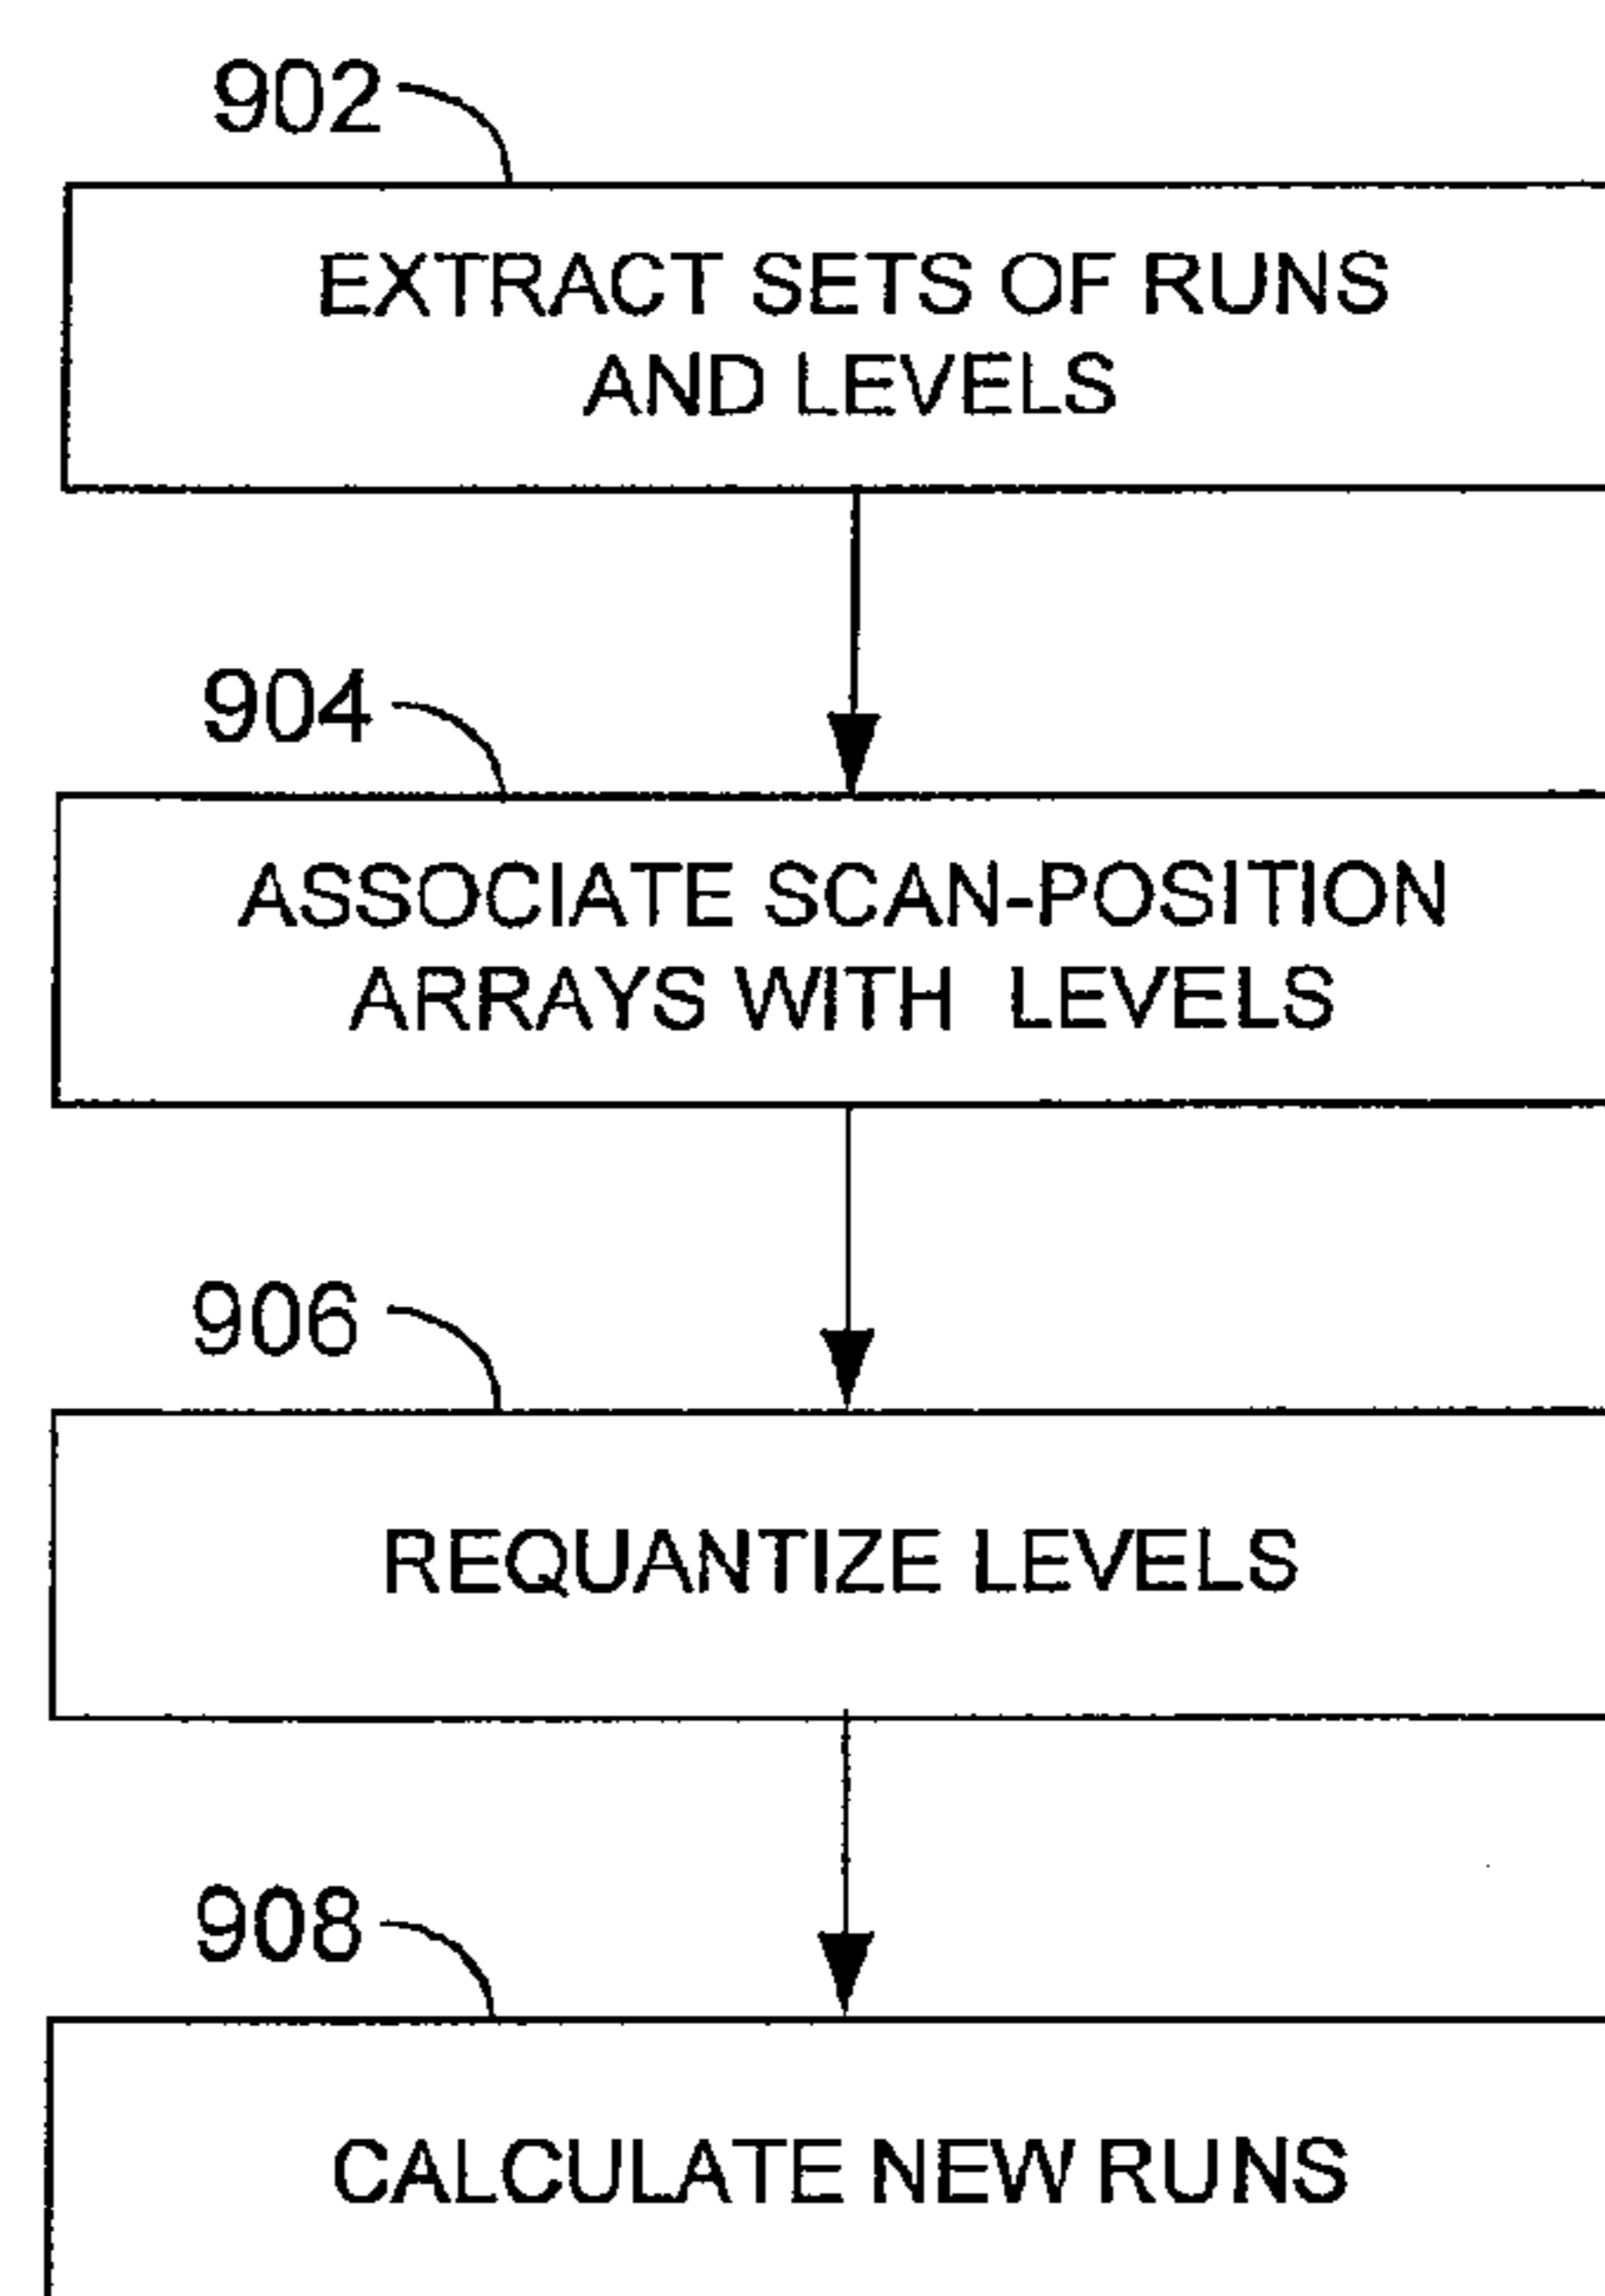 902
EXTRACT SETS OF RUNS
AND LEVELS
904
ASSOCIATE SCAN-POSITION
ARRAYS WITH LEVELS
906
REQUANTIZE LEVELS
908
CALCULATE NEW RUNS